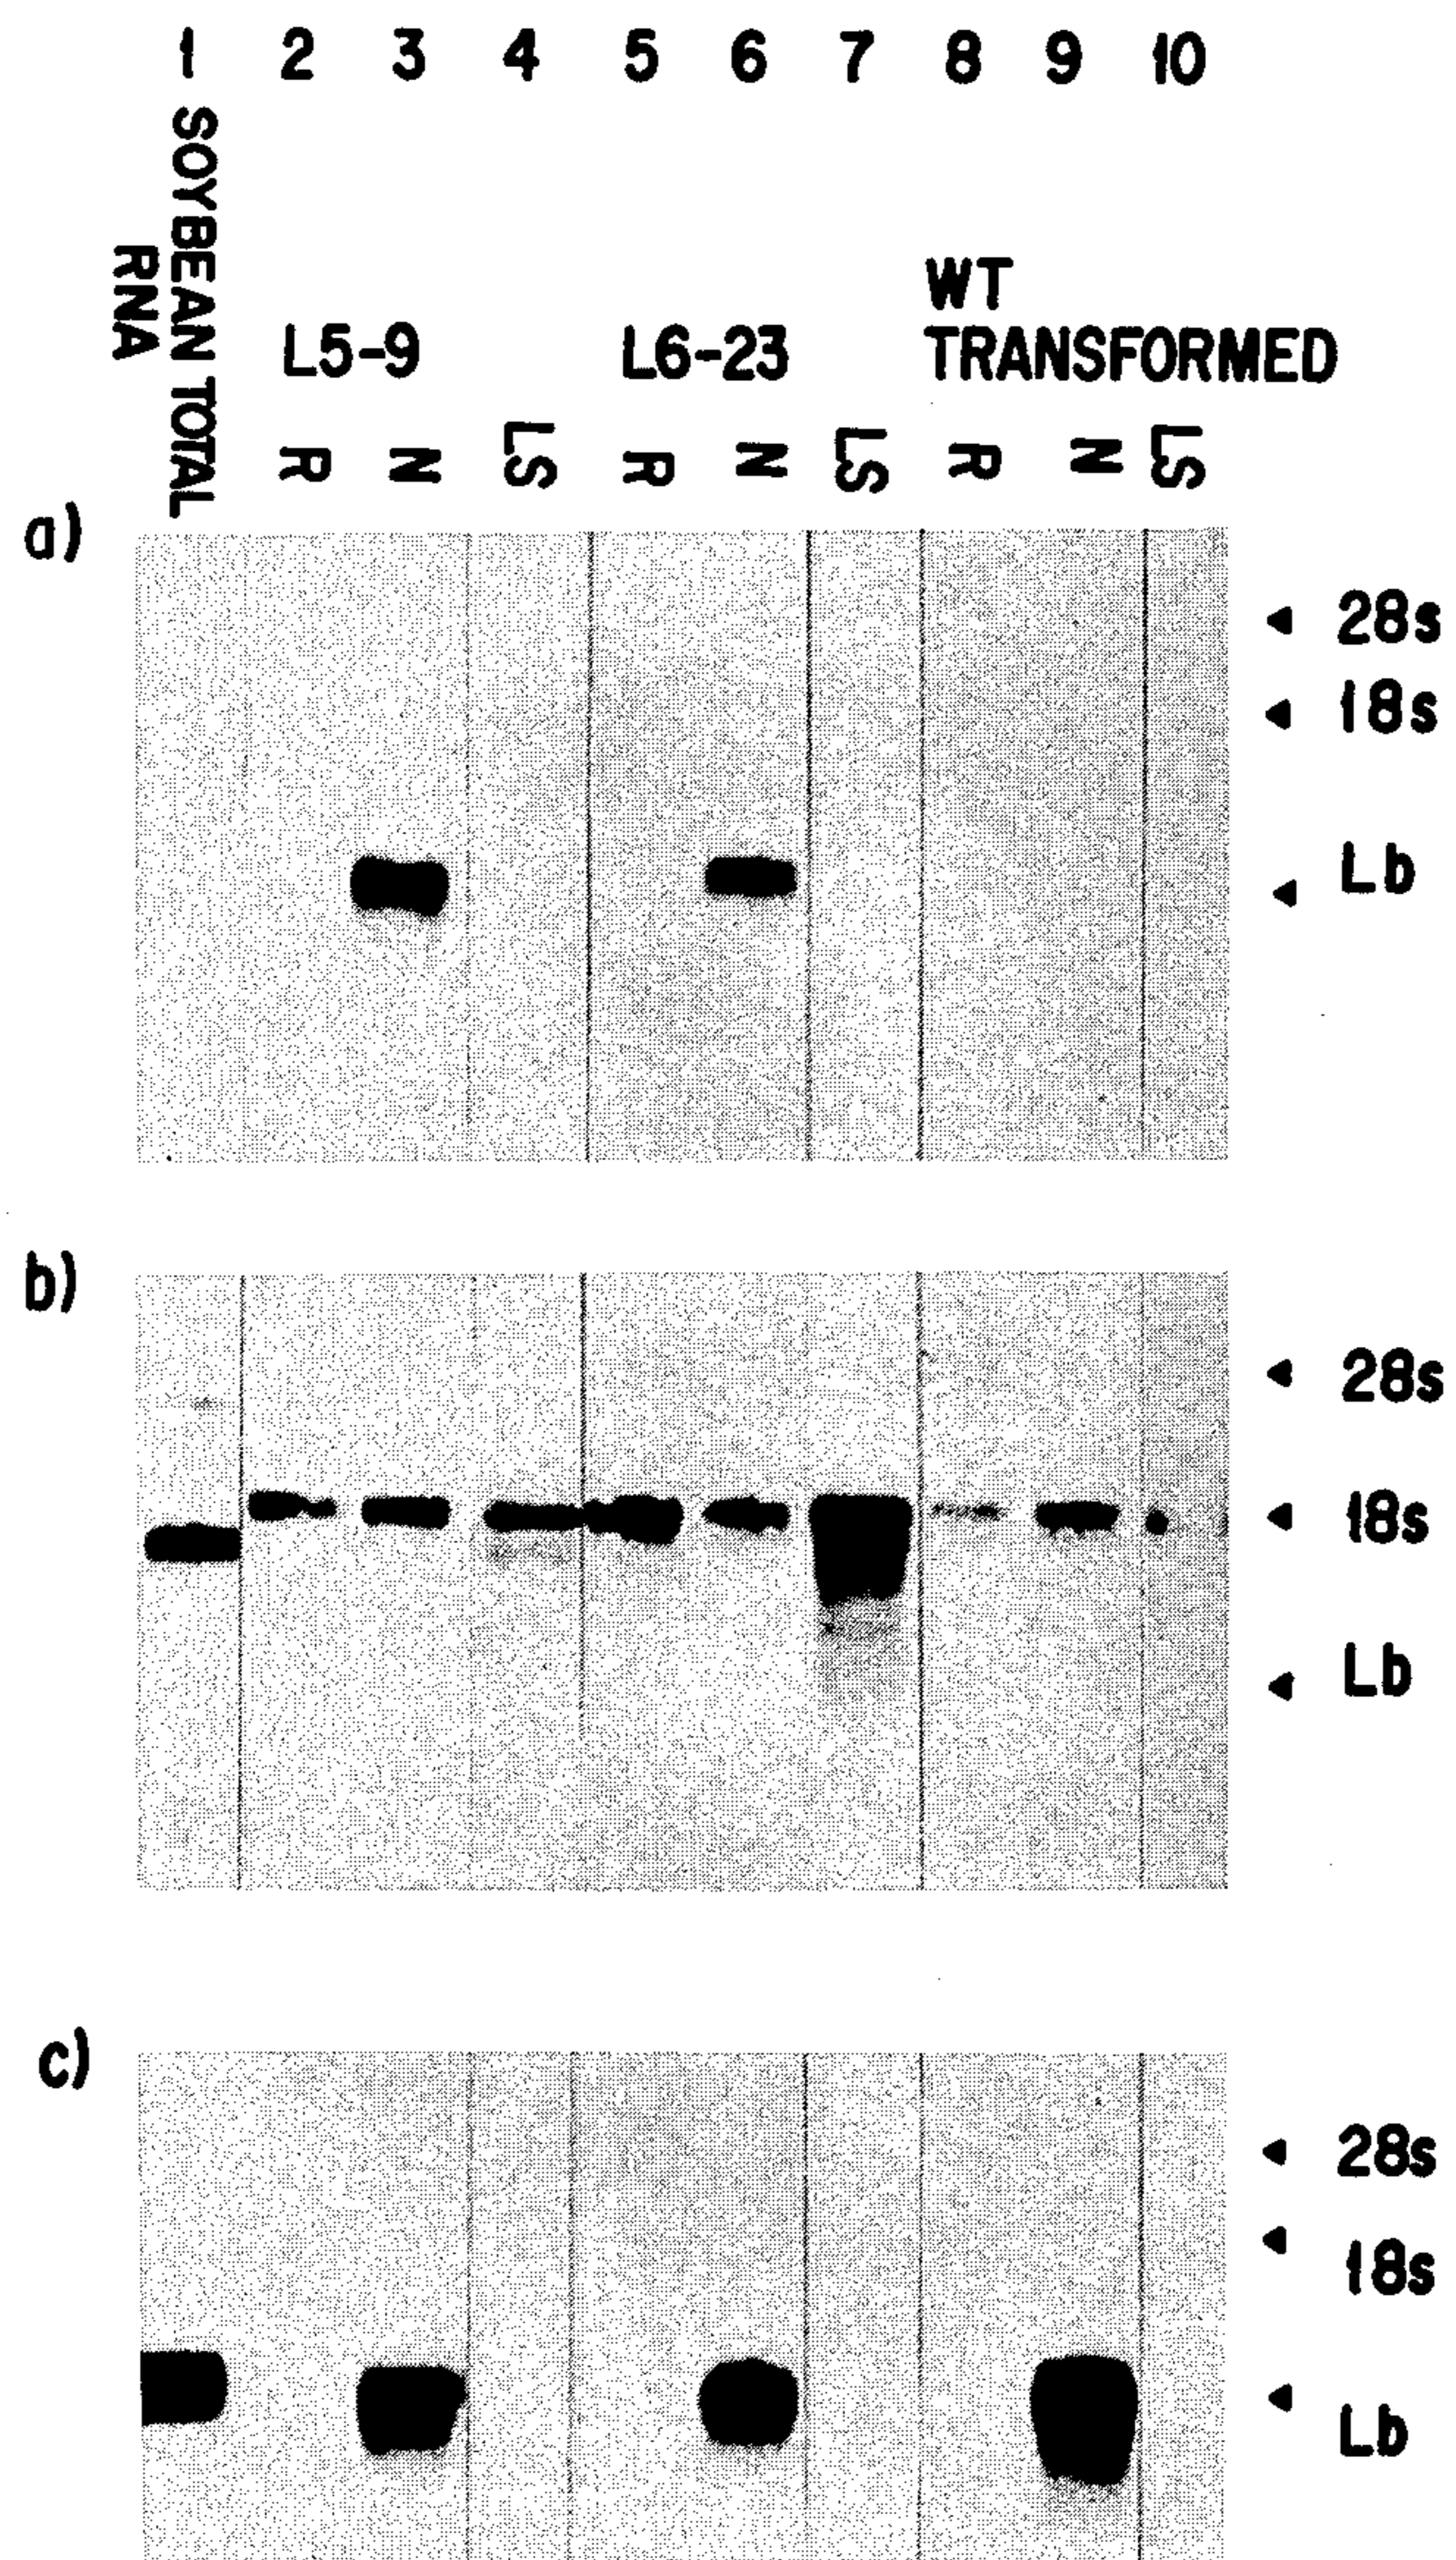 1 2 3 4 5 6 7 8 9 10
SOYBEAN TOTAL
RNA
L5-9
L6-23
WT
TRANSFORMED
R N LS R N LS R N LS
a)
28s
18s
Lb
b)
28s
18s
Lb
c)
28s
18s
Lb